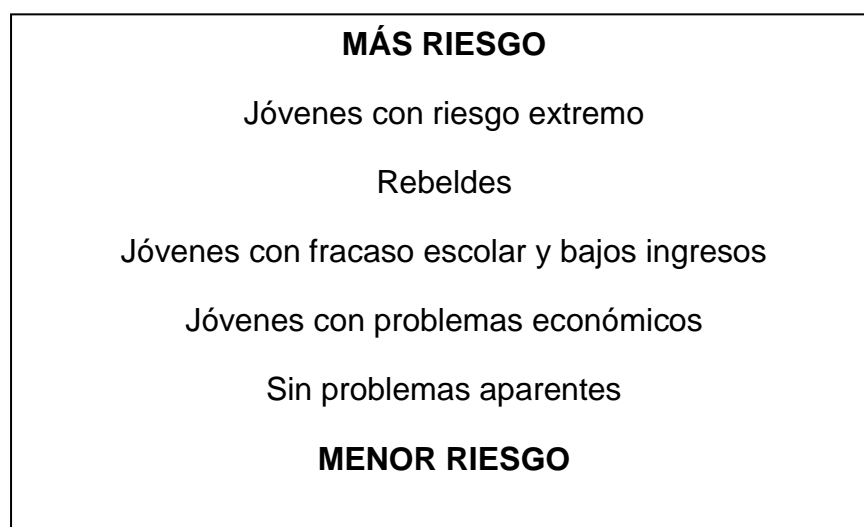 MÁS RIESGO
Jóvenes con riesgo extremo
Rebeldes
Jóvenes con fracaso escolar y bajos ingresos
Jóvenes con problemas económicos
Sin problemas aparentes
MENOR RIESGO